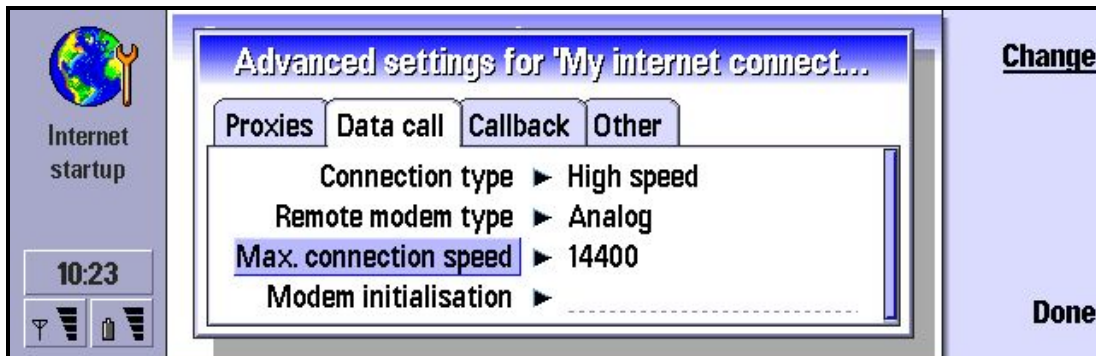 Internet
startup
10:23
Advanced settings for 'My internet connect...
Proxies Data call Callback Other
Connection type ► High speed
Remote modem type ► Analog
Max. connection speed ► 14400
Modem initialisation ►
Change
Done